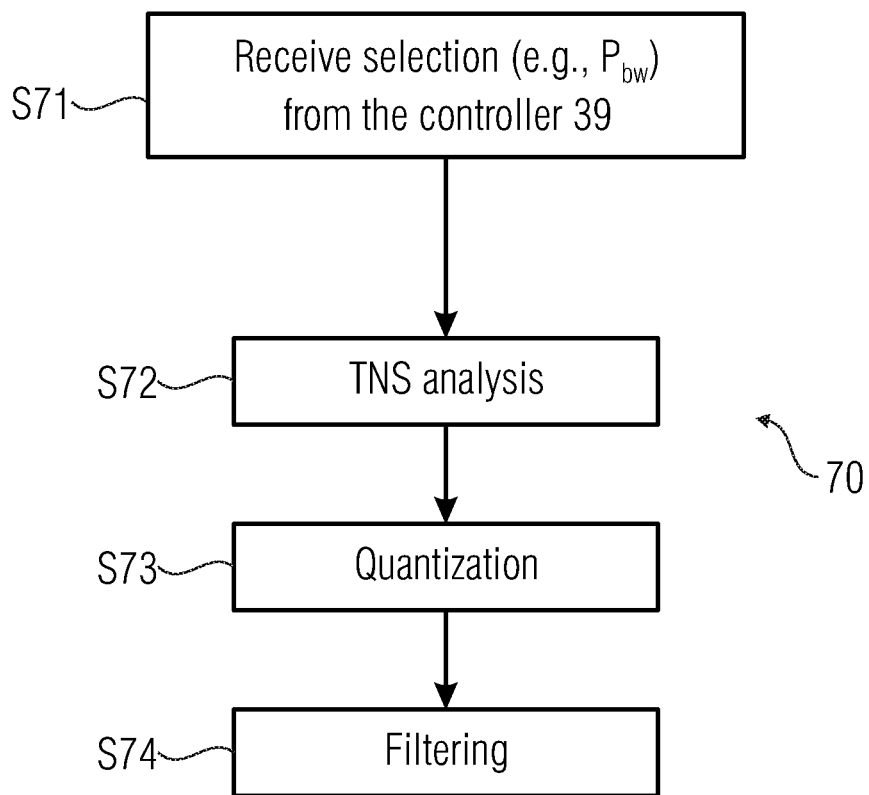 Receive selection (e.g., Pbw)
from the controller 39
S71
TNS analysis
S72
70
Quantization
S73
Filtering
S74